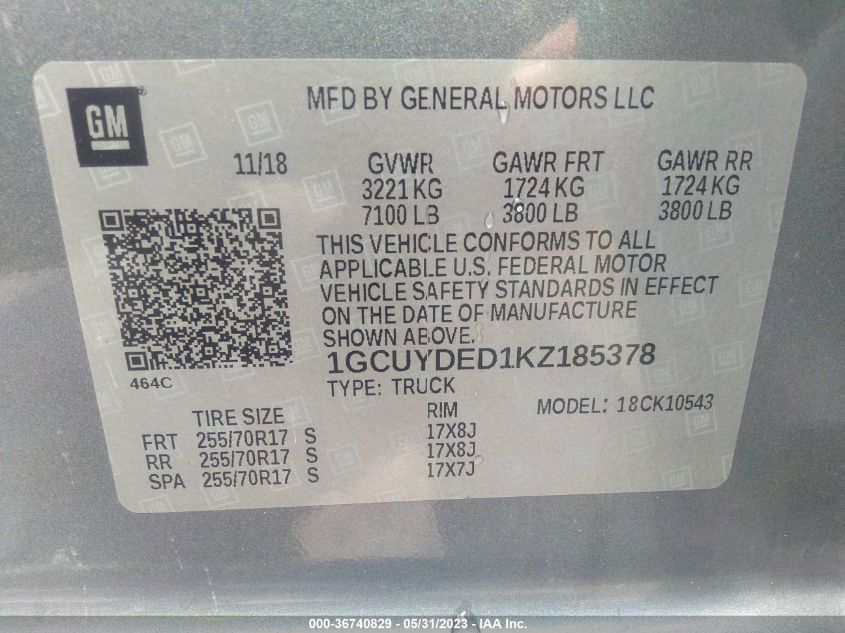 GM
MFD BY GENERAL MOTORS LLC
11/18 GVWR GAWR FRT GAWR RR
3221 KG 1724 KG 1724 KG
7100 LB 3800 LB 3800 LB
THIS VEHICLE CONFORMS TO ALL
APPLICABLE U.S. FEDERAL MOTOR
VEHICLE SAFETY STANDARDS IN EFFECT
ON THE DATE OF MANUFACTURE
SHOWN ABOVE.
1GCUYDED1KZ185378
464C
TYPE: TRUCK
MODEL: 18CK10543
TIRE SIZE RIM
FRT 255/70R17 S 17X8J
RR 255/70R17 S 17X8J
SPA 255/70R17 S 17X7J
000-36740829 - 05/31/2023 - IAA Inc.